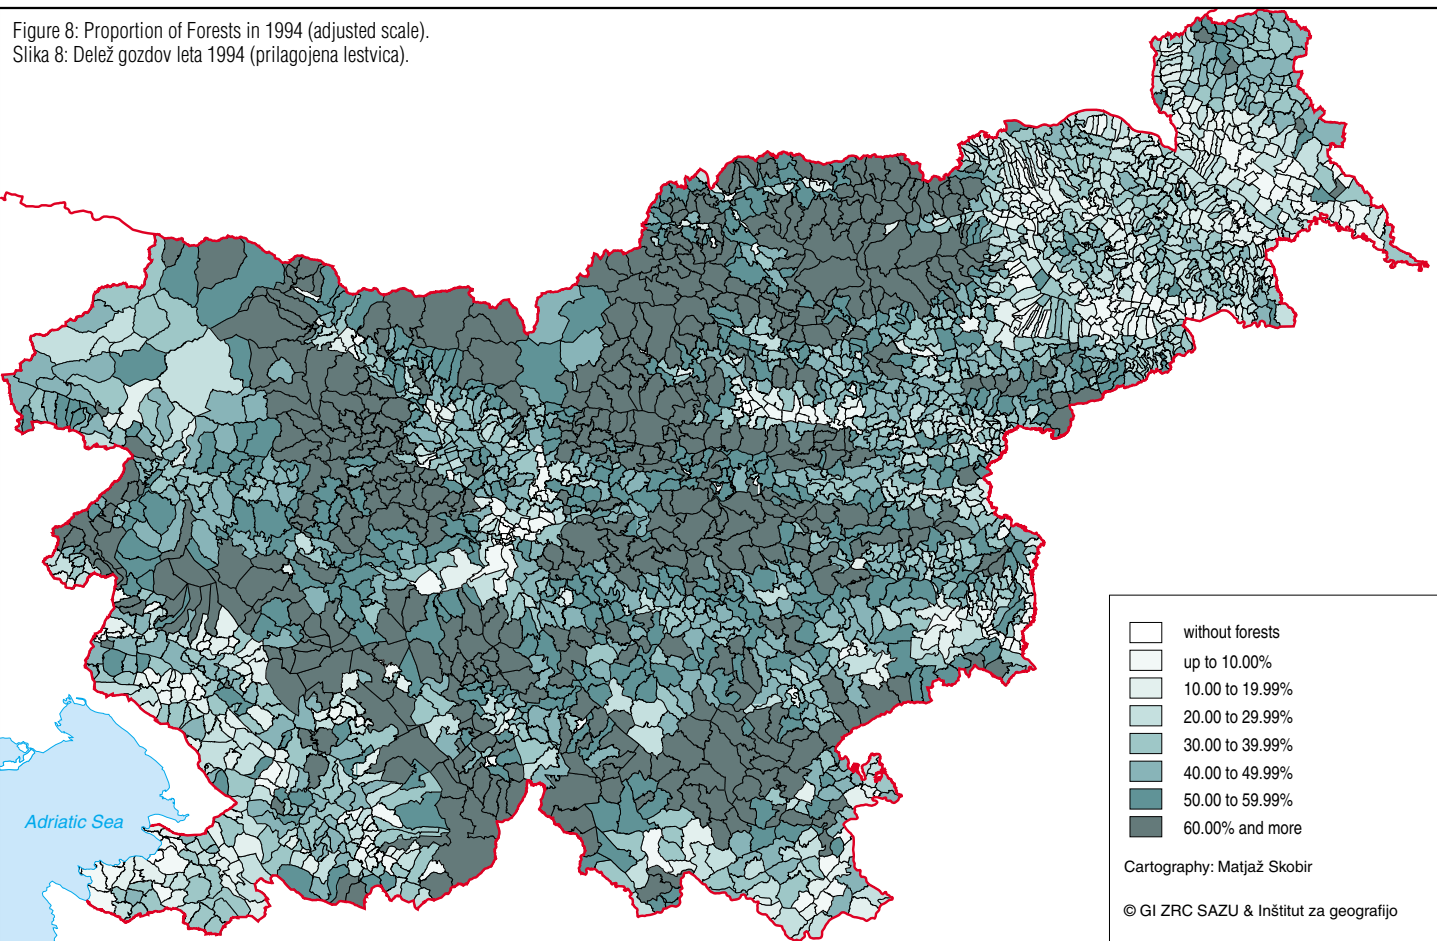 Figure 8: Proportion of Forests in 1994 (adjusted scale).
Slika 8: Delež gozdov leta 1994 (prilagojena lestvica).
Adriatic Sea
without forests
up to 10.00%
10.00 to 19.99%
20.00 to 29.99%
30.00 to 39.99%
40.00 to 49.99%
50.00 to 59.99%
60.00% and more
Cartography: Matjaž Skobir
© GI ZRC SAZU & Inštitut za geografijo